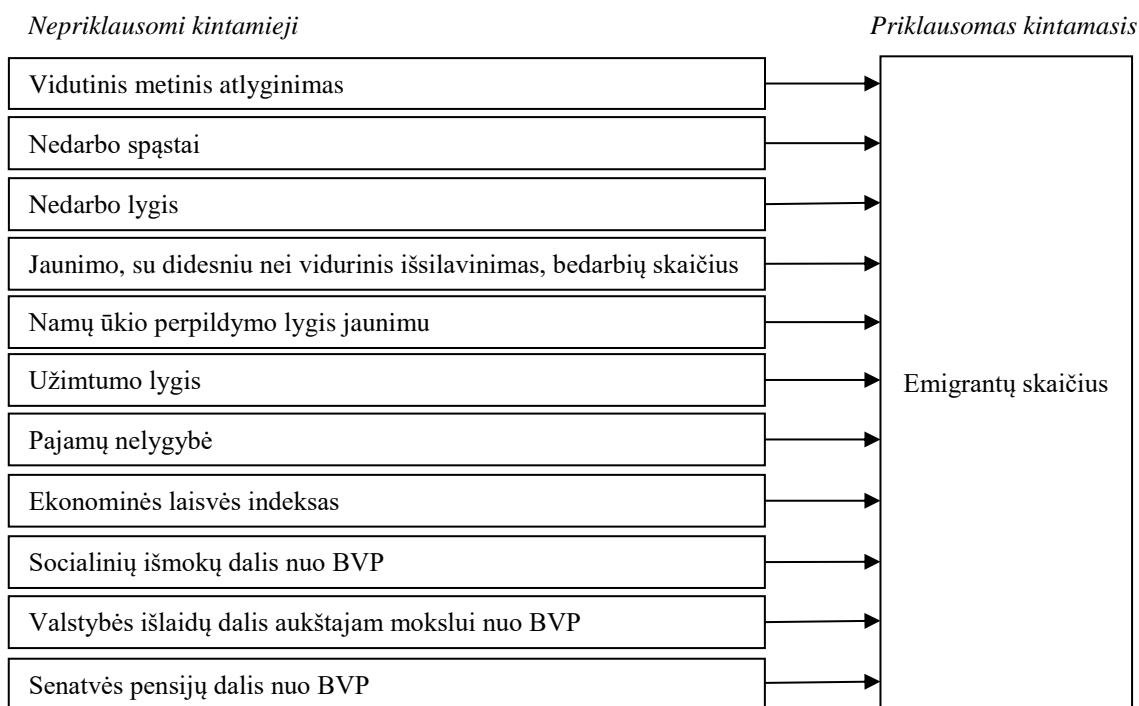 Nepriklausomi kintamieji
Priklausomas kintamasis
Vidutinis metinis atlyginimas
Nedarbo spąstai
Nedarbo lygis
Jaunimo, su didesniu nei vidurinis išsilavinimas, bedarbių skaičius
Namų ūkio perpildymo lygis jaunimu
Užimtumo lygis
Emigrantų skaičius
Pajamų nelygybė
Ekonominės laisvės indeksas
Socialinių išmokų dalis nuo BVP
Valstybės išlaidų dalis aukštajam mokslui nuo BVP
Senatvės pensijų dalis nuo BVP